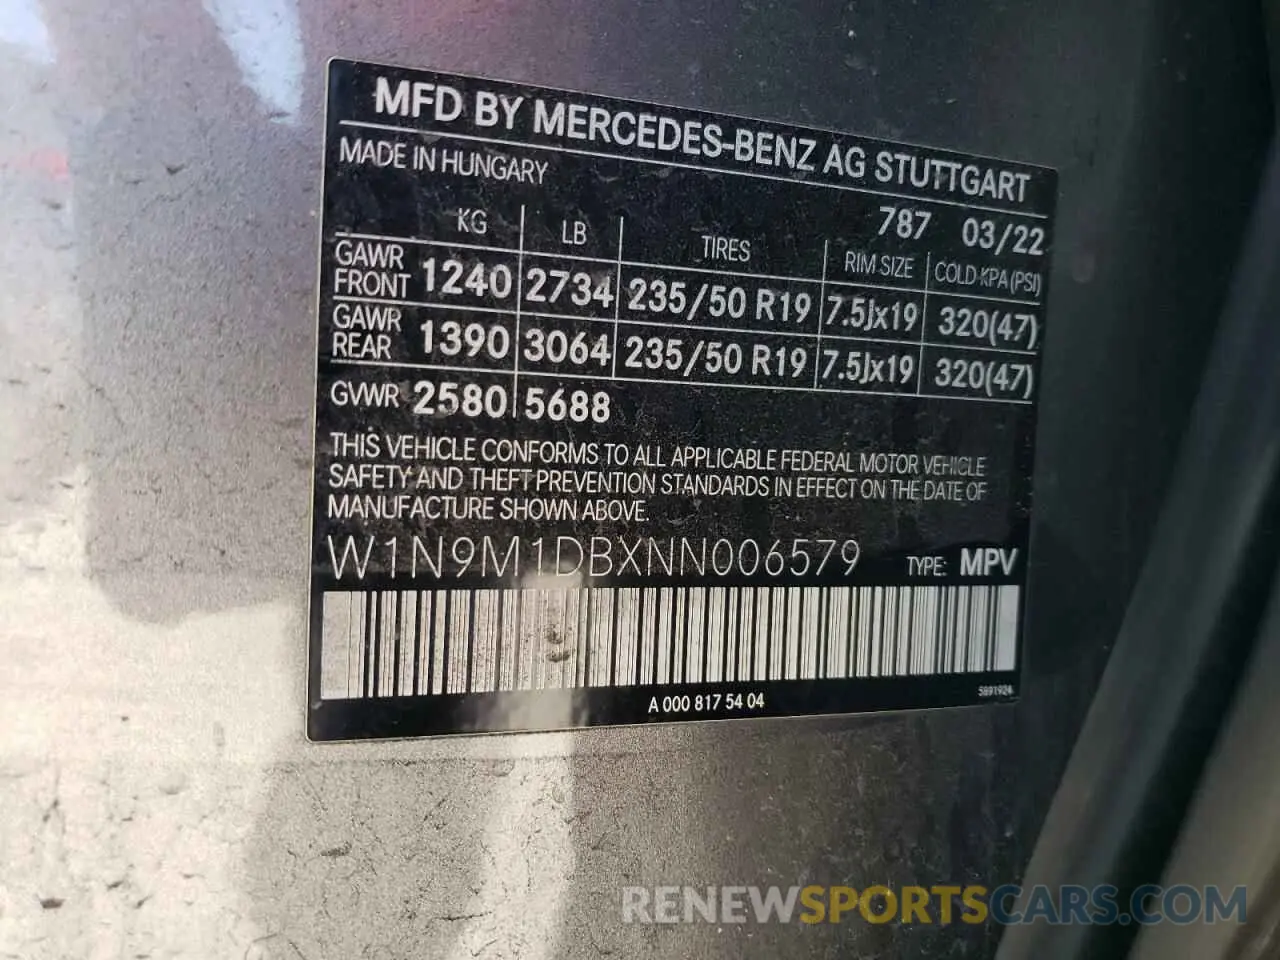 MFD BY MERCEDES-BENZ AG STUTTGART
MADE IN HUNGARY
787 03/22
KG LB TIRES RIM SIZE COLD KPA(PSI)
GAWR FRONT 1240 2734 235/50 R19 7.5Jx19 320(47)
GAWR REAR 1390 3064 235/50 R19 7.5Jx19 320(47)
GVWR 2580 5688
THIS VEHICLE CONFORMS TO ALL APPLICABLE FEDERAL MOTOR VEHICLE
SAFETY AND THEFT PREVENTION STANDARDS IN EFFECT ON THE DATE OF
MANUFACTURE SHOWN ABOVE.
W1N9M1DBXNN006579 TYPE: MPV
A 000 817 54 04
5891924
RENEWSPORTSCARS.COM